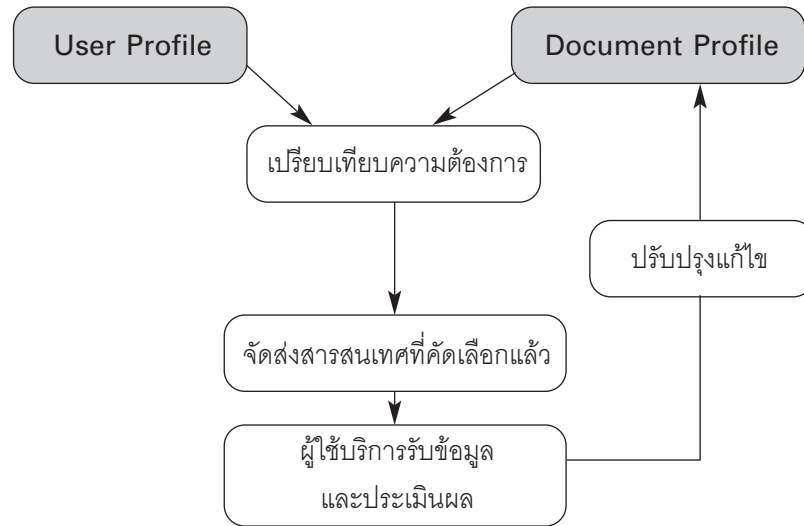 User Profile
Document Profile
เปรียบเทียบความต้องการ
ปรับปรุงแก้ไข
จัดส่งสารสนเทศที่คัดเลือกแล้ว
ผู้ใช้บริการรับข้อมูล
และประเมินผล